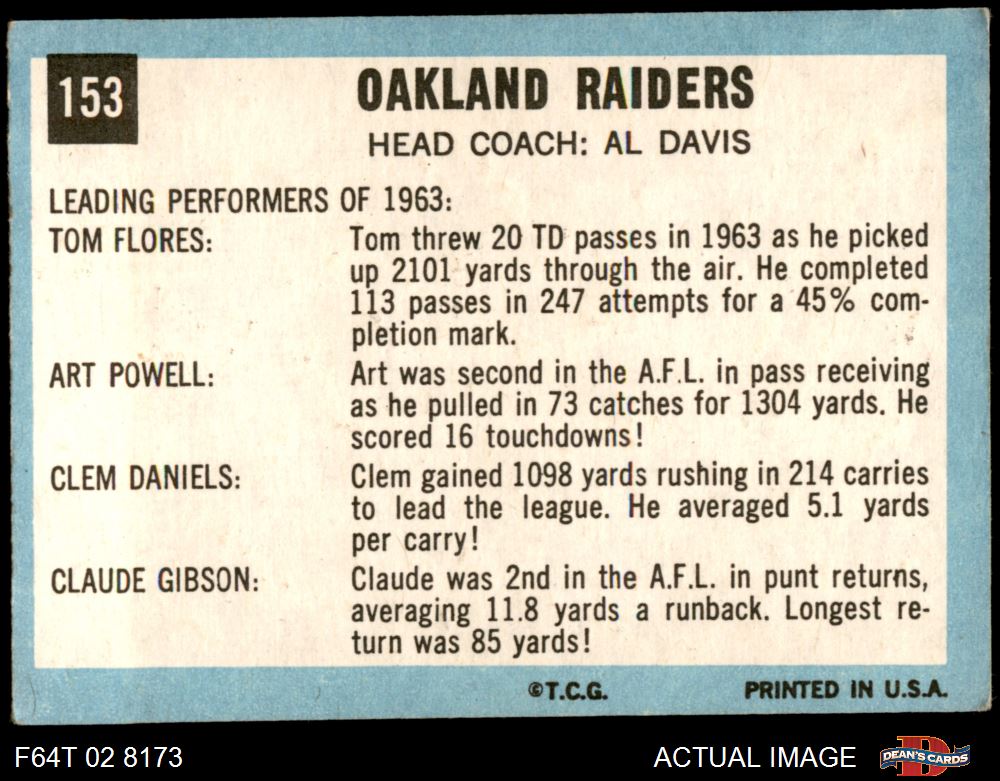 153
OAKLAND RAIDERS
HEAD COACH: AL DAVIS
LEADING PERFORMERS OF 1963:
TOM FLORES: Tom threw 20 TD passes in 1963 as he picked
up 2101 yards through the air. He completed
113 passes in 247 attempts for a 45% com-
pletion mark.
ART POWELL: Art was second in the A.F.L. in pass receiving
as he pulled in 73 catches for 1304 yards. He
scored 16 touchdowns!
CLEM DANIELS: Clem gained 1098 yards rushing in 214 carries
to lead the league. He averaged 5.1 yards
per carry!
CLAUDE GIBSON: Claude was 2nd in the A.F.L. in punt returns,
averaging 11.8 yards a runback. Longest re-
turn was 85 yards!
©T.C.G. PRINTED IN U.S.A.
F64T 02 8173 ACTUAL IMAGE DEAN'S CARDS